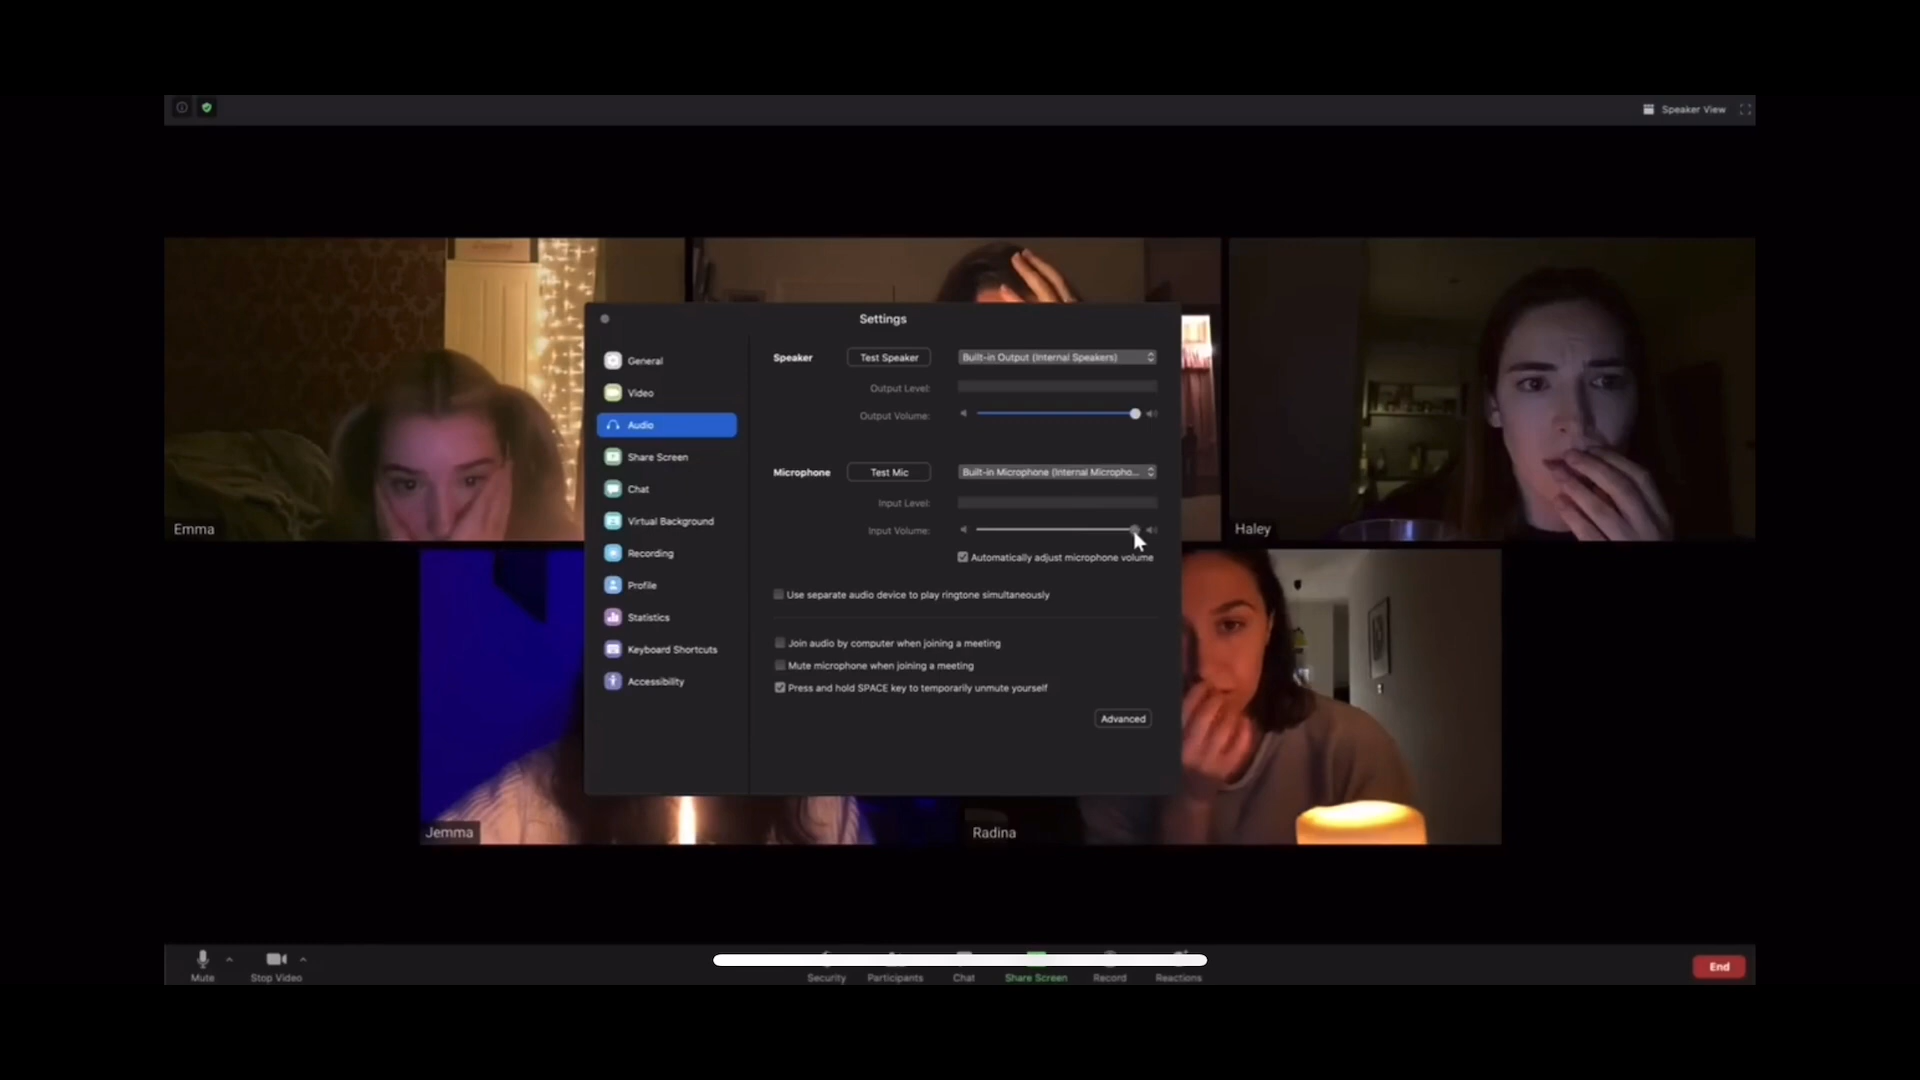 Speaker View
Settings
General
Video
Audio
Share Screen
Chat
Virtual Background
Recording
Profile
Statistics
Keyboard Shortcuts
Accessibility
Speaker
Test Speaker
Built-in Output (Internal Speakers)
Output Level:
Output Volume:
Microphone
Test Mic
Built-in Microphone (Internal Micropho...
Input Level:
Input Volume:
Automatically adjust microphone volume
Use separate audio device to play ringtone simultaneously
Join audio by computer when joining a meeting
Mute microphone when joining a meeting
Press and hold SPACE key to temporarily unmute yourself
Advanced
Emma
Haley
Jemma
Radina
Mute
Stop Video
Security
Participants
Chat
Share Screen
Record
Reactions
End